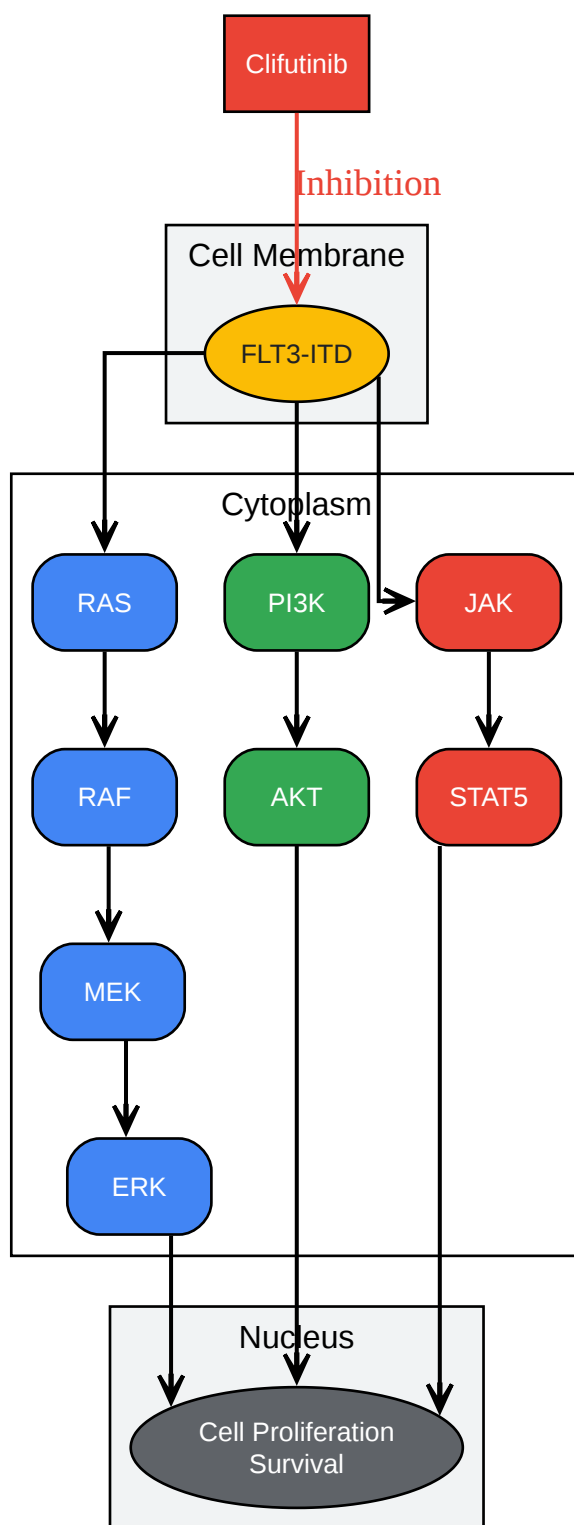 Clifutinib
Inhibition
Cell Membrane
FLT3-ITD
Cytoplasm
RAS
PI3K
JAK
RAF
AKT
STAT5
MEK
ERK
Nucleus
Cell Proliferation
Survival